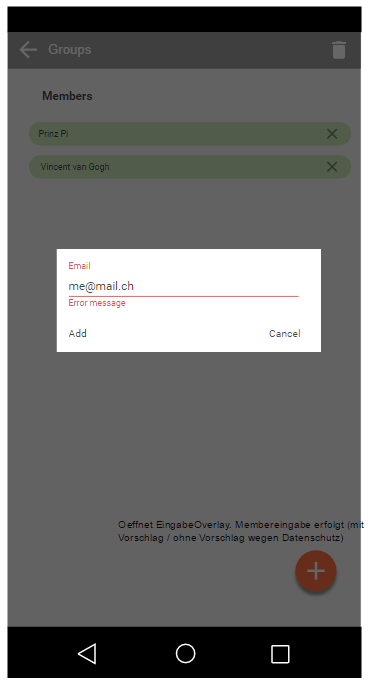 Groups
Members
Prinz Pi
Vincent van Gogh
Email
me@mail.ch
Error message
Add Cancel
Oeffnet EingabeOverlay. Membereingabe erfolgt (mit
Vorschlag / ohne Vorschlag wegen Datenschutz)